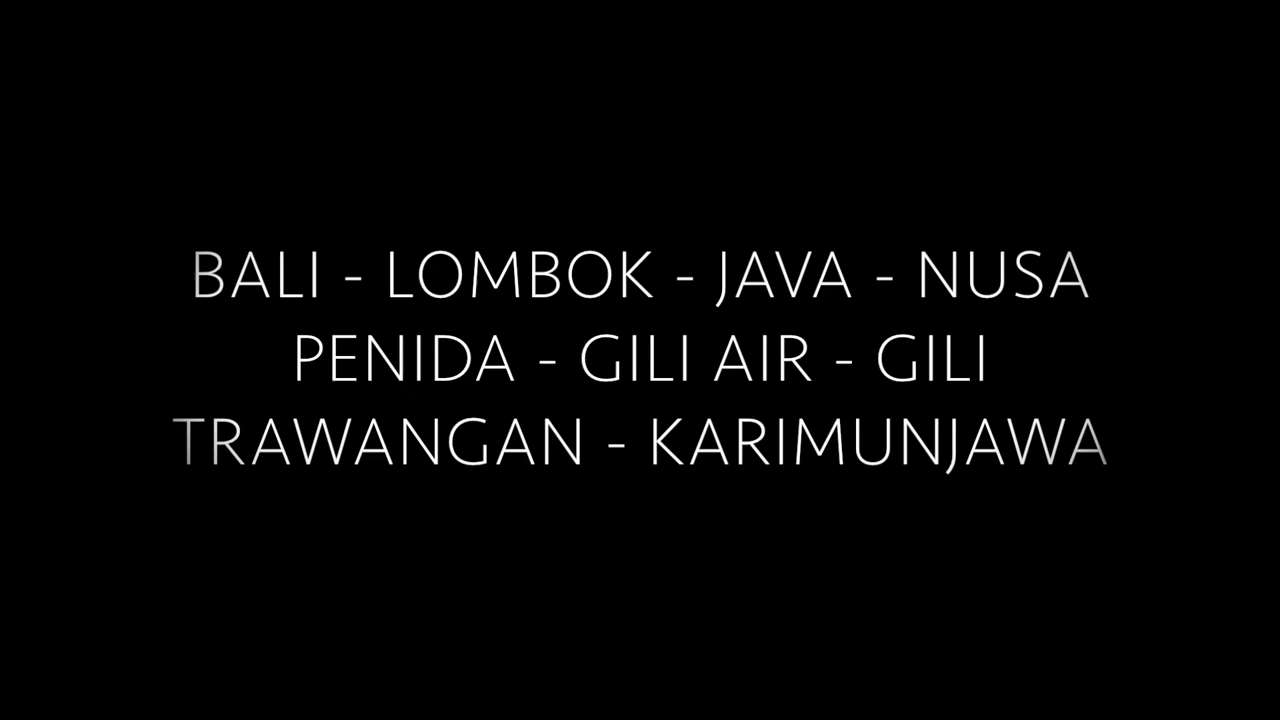 BALI - LOMBOK - JAVA - NUSA
PENIDA - GILI AIR - GILI
TRAWANGAN - KARIMUNJAWA